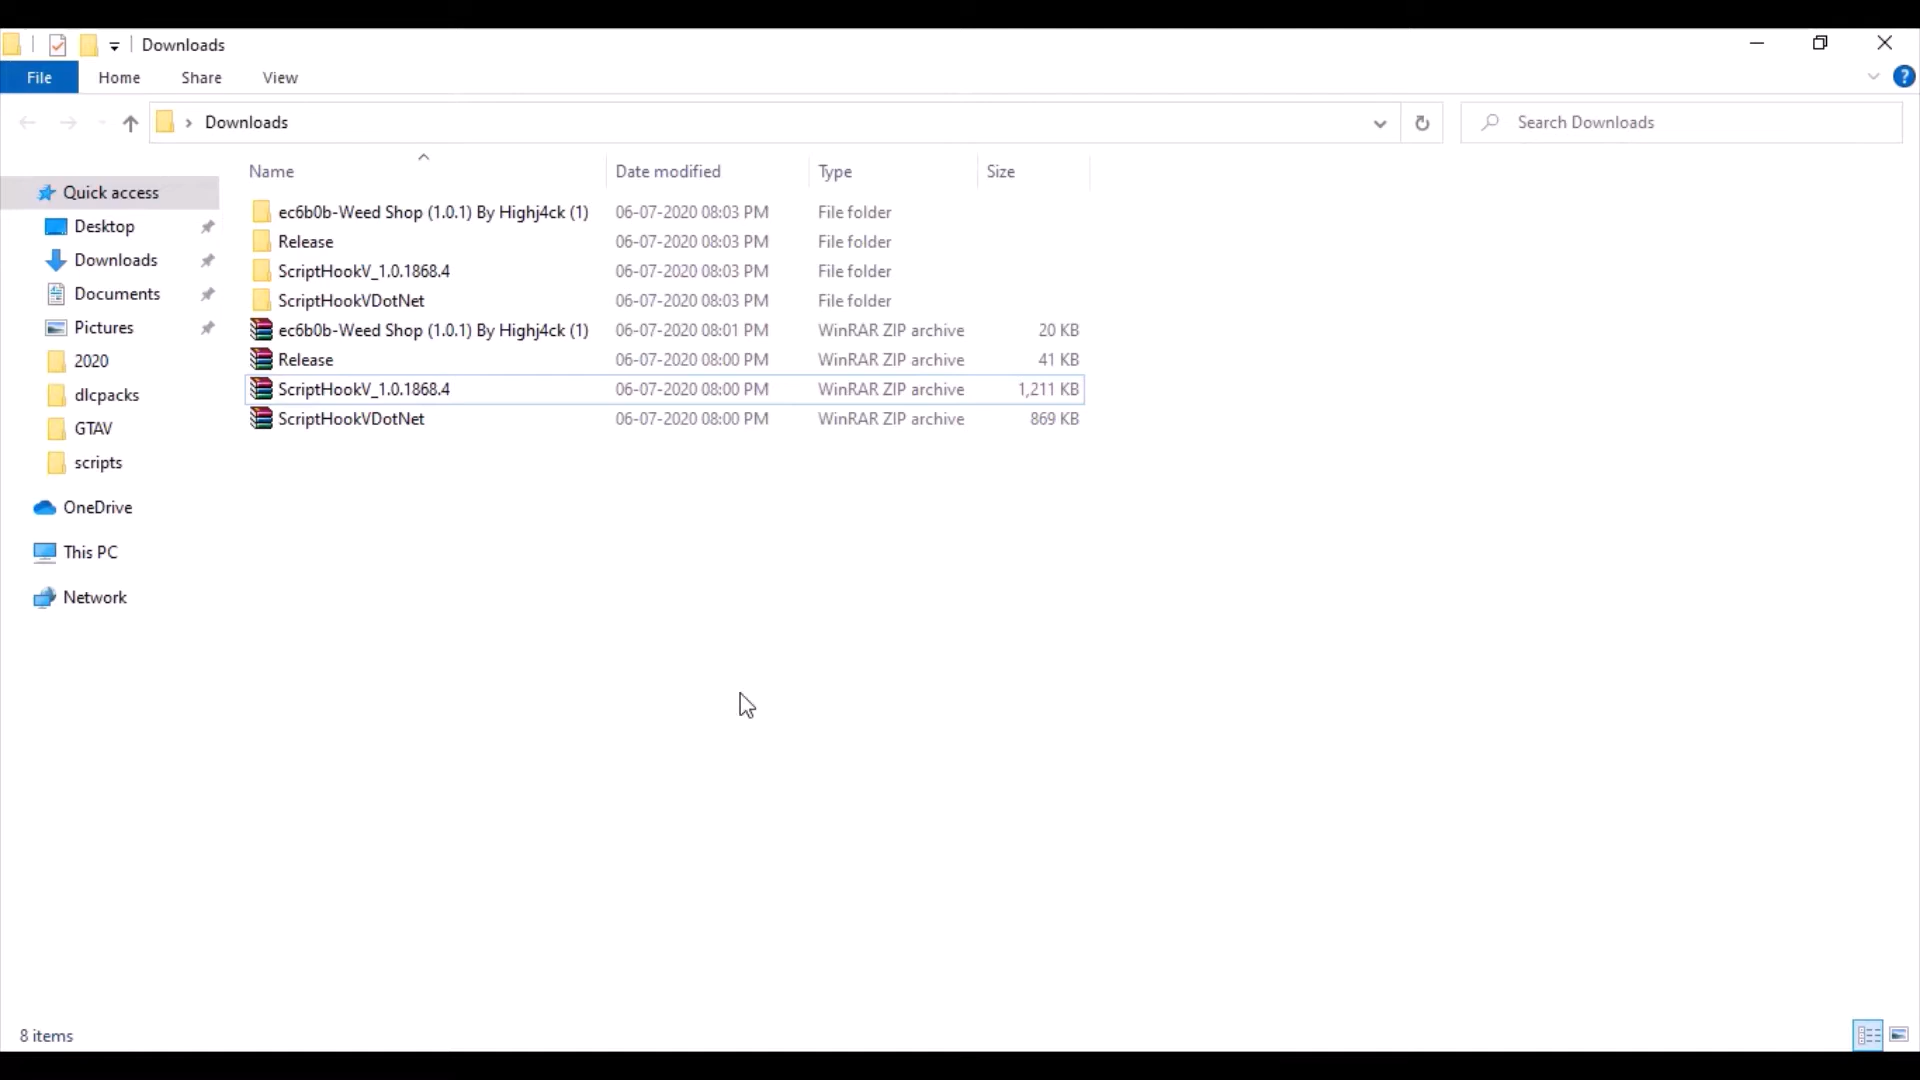 Downloads
File Home Share View
Downloads
Search Downloads
Name Date modified Type Size
Quick access
Desktop
Downloads
Documents
Pictures
2020
dlcpacks
GTAV
scripts
OneDrive
This PC
Network
ec6b0b-Weed Shop (1.0.1) By Highj4ck (1) 06-07-2020 08:03 PM File folder
Release 06-07-2020 08:03 PM File folder
ScriptHookV_1.0.1868.4 06-07-2020 08:03 PM File folder
ScriptHookVDotNet 06-07-2020 08:03 PM File folder
ec6b0b-Weed Shop (1.0.1) By Highj4ck (1) 06-07-2020 08:01 PM WinRAR ZIP archive 20 KB
Release 06-07-2020 08:00 PM WinRAR ZIP archive 41 KB
ScriptHookV_1.0.1868.4 06-07-2020 08:00 PM WinRAR ZIP archive 1,211 KB
ScriptHookVDotNet 06-07-2020 08:00 PM WinRAR ZIP archive 869 KB
8 items